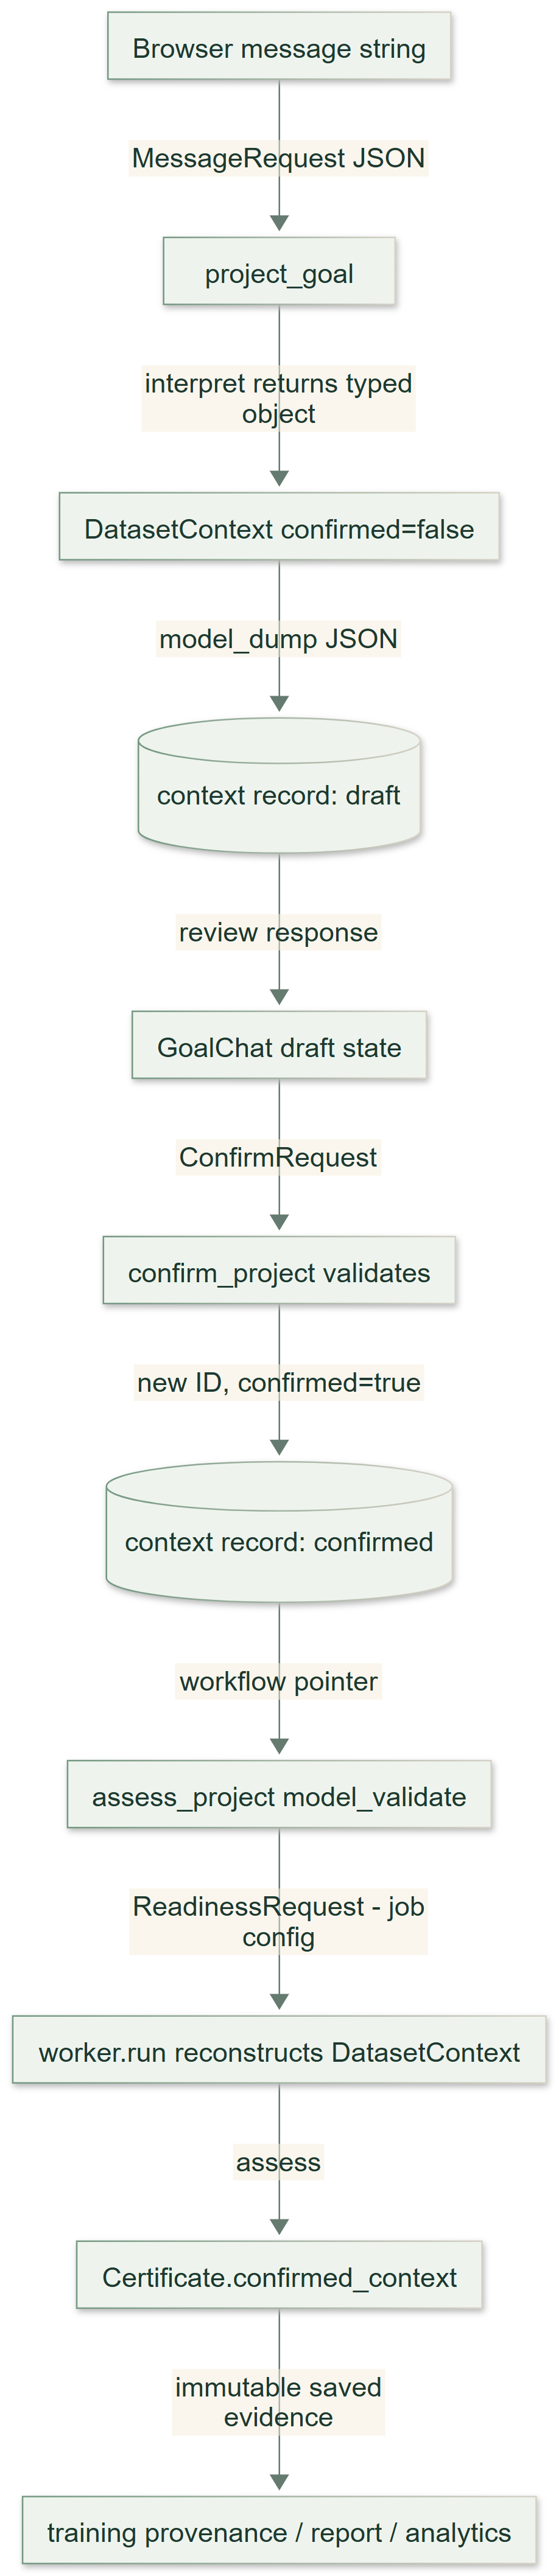 Browser message string
MessageRequest JSON
project_goal
interpret returns typed
object
DatasetContext confirmed=false
model_dump JSON
context record: draft
review response
GoalChat draft state
ConfirmRequest
confirm_project validates
new ID, confirmed=true
context record: confirmed
workflow pointer
assess_project model_validate
ReadinessRequest - job
config
worker.run reconstructs DatasetContext
assess
Certificate.confirmed_context
immutable saved
evidence
training provenance / report / analytics